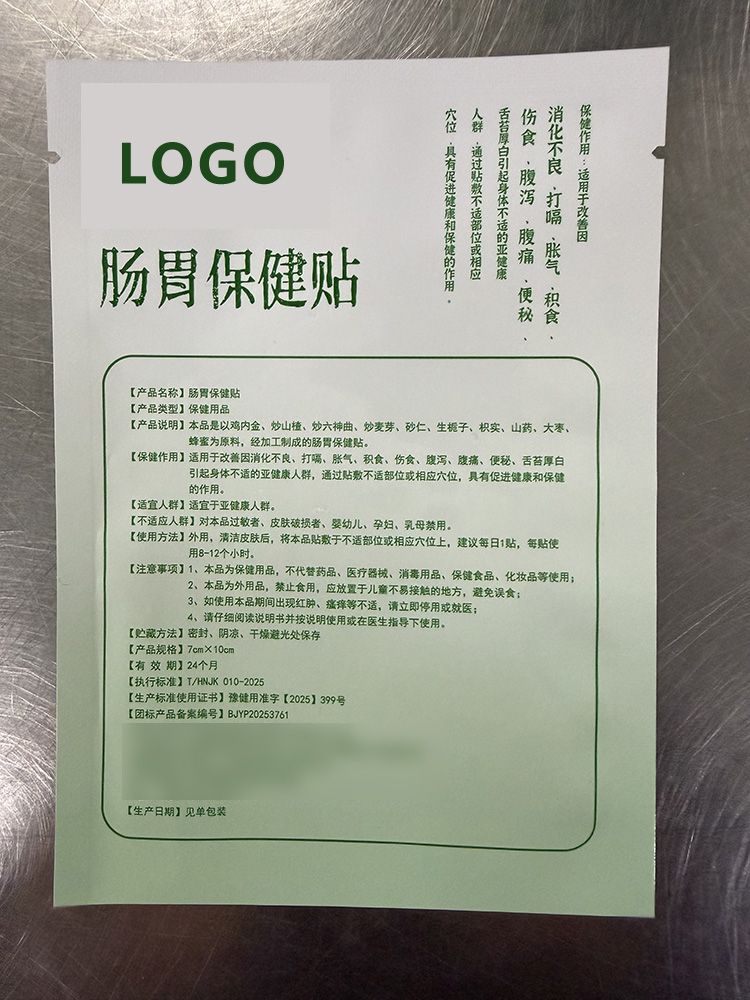 LOGO
肠胃保健贴
保健作用：适用于改善因
消化不良、打嗝、胀气、积食、
伤食、腹泻、腹痛、便秘、
舌苔厚白引起身体不适的亚健康
人群，通过贴敷不适部位或相应
穴位，具有促进健康和保健的作用。
【产品名称】肠胃保健贴
【产品类型】保健用品
【产品说明】本品是以鸡内金、炒山楂、炒六神曲、炒麦芽、砂仁、生栀子、枳实、山药、大枣、
蜂蜜为原料，经加工制成的肠胃保健贴。
【保健作用】适用于改善因消化不良、打嗝、胀气、积食、伤食、腹泻、腹痛、便秘、舌苔厚白
引起身体不适的亚健康人群，通过贴敷不适部位或相应穴位，具有促进健康和保健
的作用。
【适宜人群】适宜于亚健康人群。
【不适应人群】对本品过敏者、皮肤破损者、婴幼儿、孕妇、乳母禁用。
【使用方法】外用，清洁皮肤后，将本品贴敷于不适部位或相应穴位上，建议每日1贴，每贴使
用8-12个小时。
【注意事项】1、本品为保健用品，不代替药品、医疗器械、消毒用品、保健食品、化妆品等使用；
2、本品为外用品，禁止食用，应放置于儿童不易接触的地方，避免误食；
3、如使用本品期间出现红肿、瘙痒等不适，请立即停用或就医；
4、请仔细阅读说明书并按说明使用或在医生指导下使用。
【贮藏方法】密封、阴凉、干燥避光处保存
【产品规格】7cm×10cm
【有 效 期】24个月
【执行标准】T/HNJK 010-2025
【生产标准使用证书】豫健用准字【2025】399号
【团标产品备案编号】BJYP20253761
【生产日期】见单包装